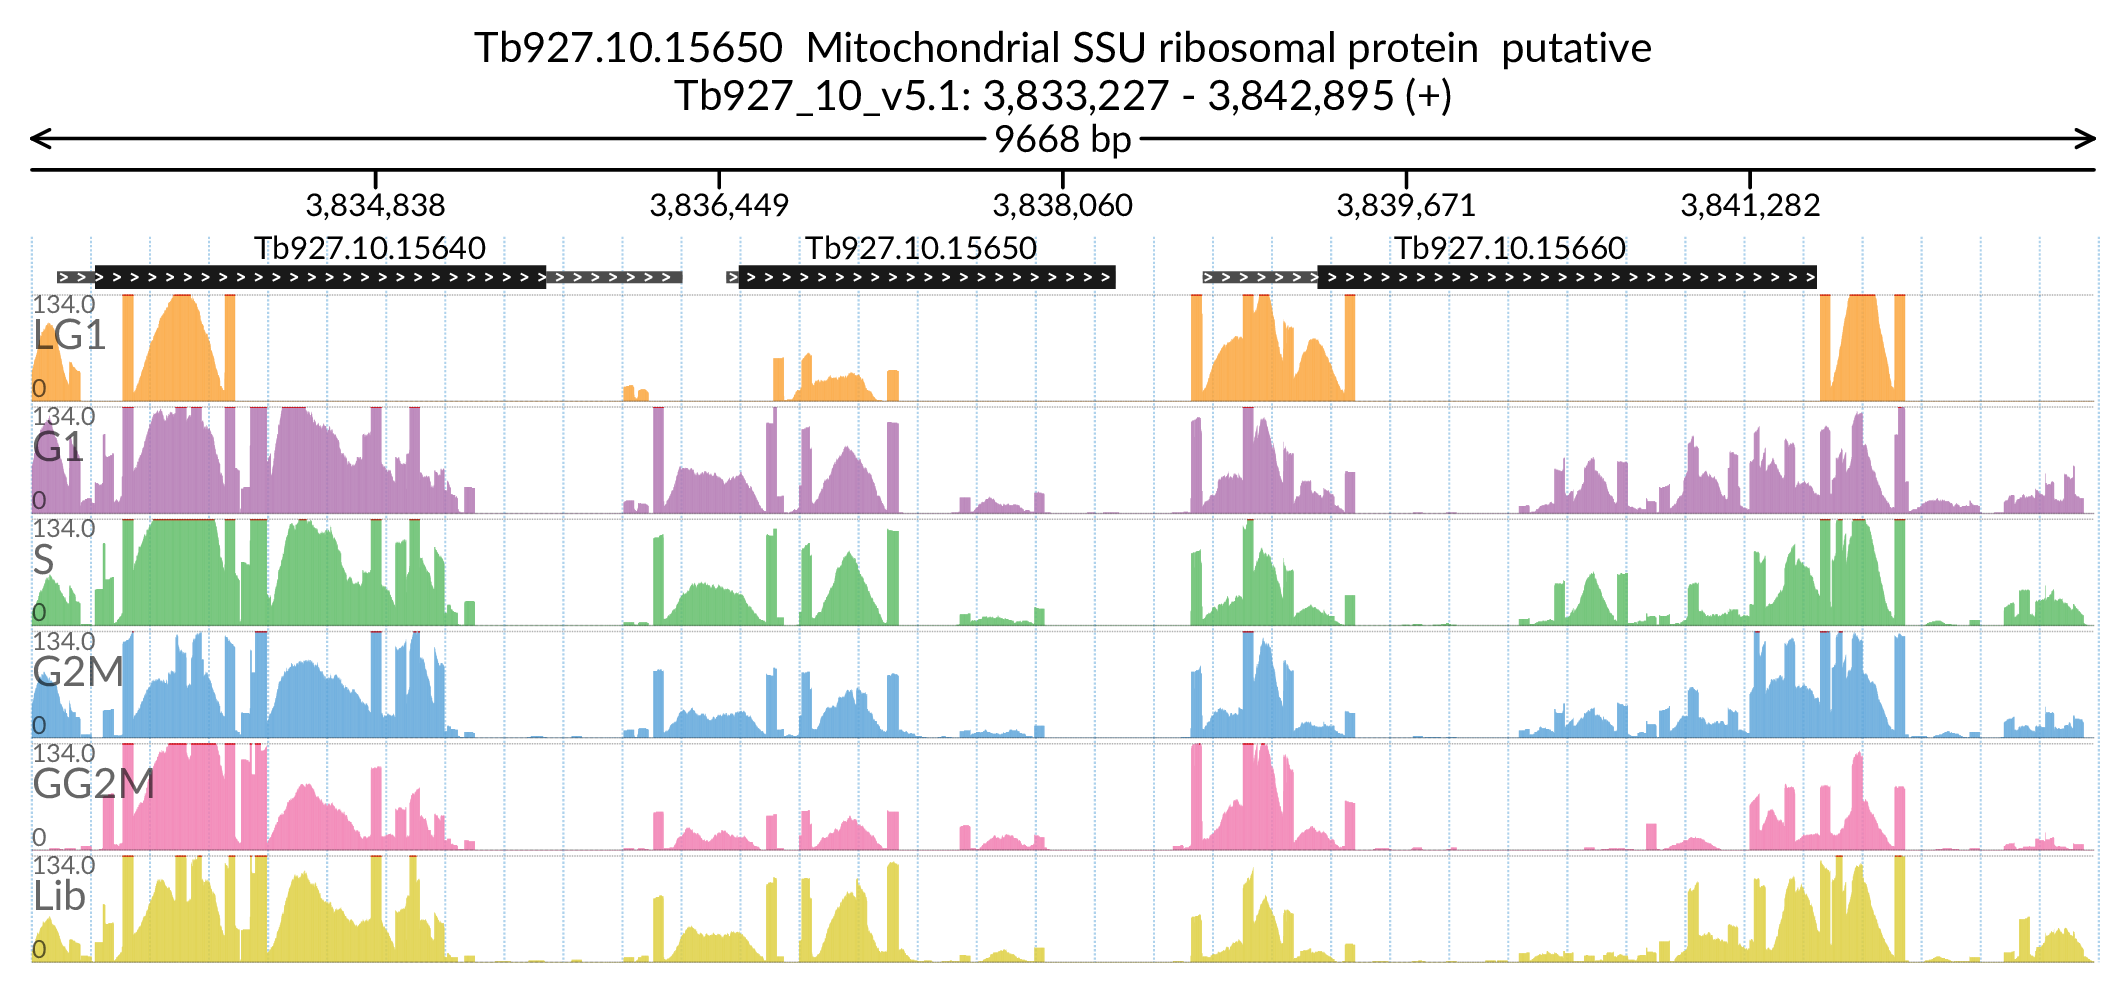 Tb927.10.15650  Mitochondrial SSU ribosomal protein  putative
Tb927_10_v5.1: 3,833,227 - 3,842,895 (+)
9668 bp
3,834,838 3,836,449 3,838,060 3,839,671 3,841,282
Tb927.10.15640 Tb927.10.15650 Tb927.10.15660
134.0
LG1
0
134.0
G1
0
134.0
S
0
134.0
G2M
0
134.0
GG2M
0
134.0
Lib
0